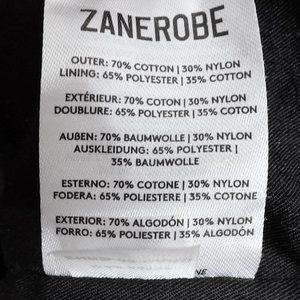 ZANEROBE
OUTER: 70% COTTON | 30% NYLON
LINING: 65% POLYESTER | 35% COTTON
EXTÉRIEUR: 70% COTON | 30% NYLON
DOUBLURE: 65% POLYESTER | 35% COTON
AUßEN: 70% BAUMWOLLE | 30% NYLON
AUSKLEIDUNG: 65% POLYESTER |
35% BAUMWOLLE
ESTERNO: 70% COTONE | 30% NYLON
FODERA: 65% POLIESTERE | 35% COTONE
EXTERIOR: 70% ALGODÓN | 30% NYLON
FORRO: 65% POLIESTER | 35% ALGODÓN